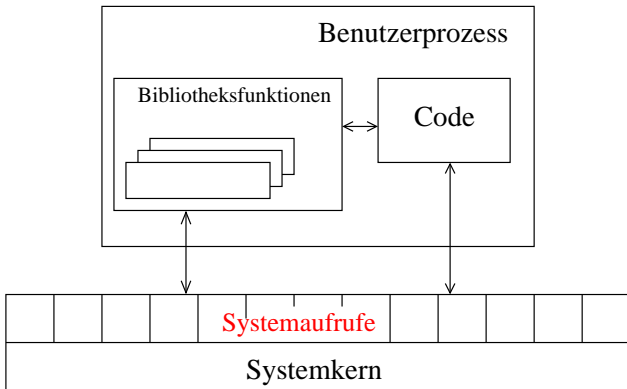 Benutzerprozess
Bibliotheksfunktionen
Code
Systemaufrufe
Systemkern